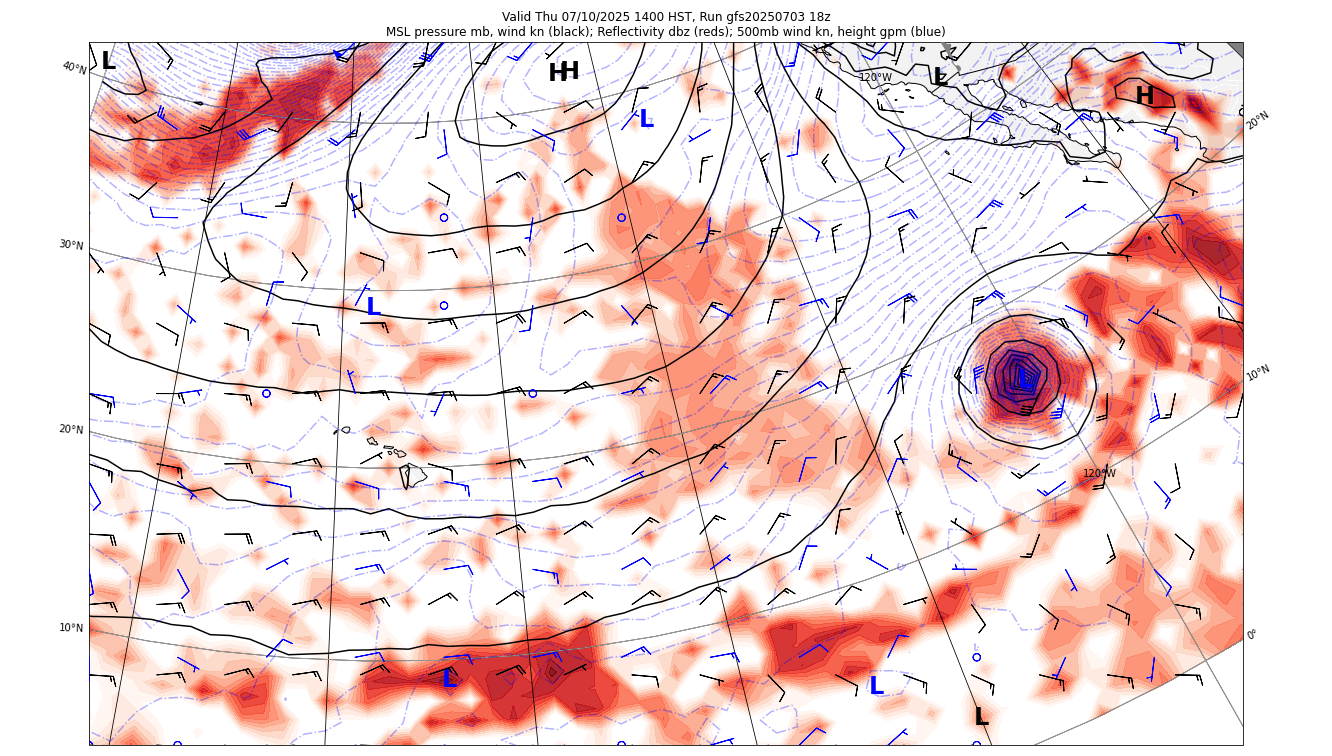 Valid Thu 07/10/2025 1400 HST, Run gfs20250703 18z
MSL pressure mb, wind kn (black); Reflectivity dbz (reds); 500mb wind kn, height gpm (blue)
L
HH
L
120°W
L
H
40°N
20°N
30°N
L
10°N
L
20°N
120°W
10°N
0°
L
L
L